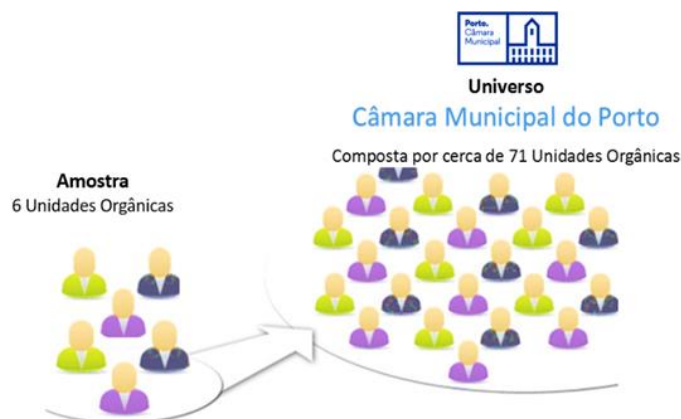 Porto.
Câmara
Municipal
Universo
Câmara Municipal do Porto
Composta por cerca de 71 Unidades Orgânicas
Amostra
6 Unidades Orgânicas